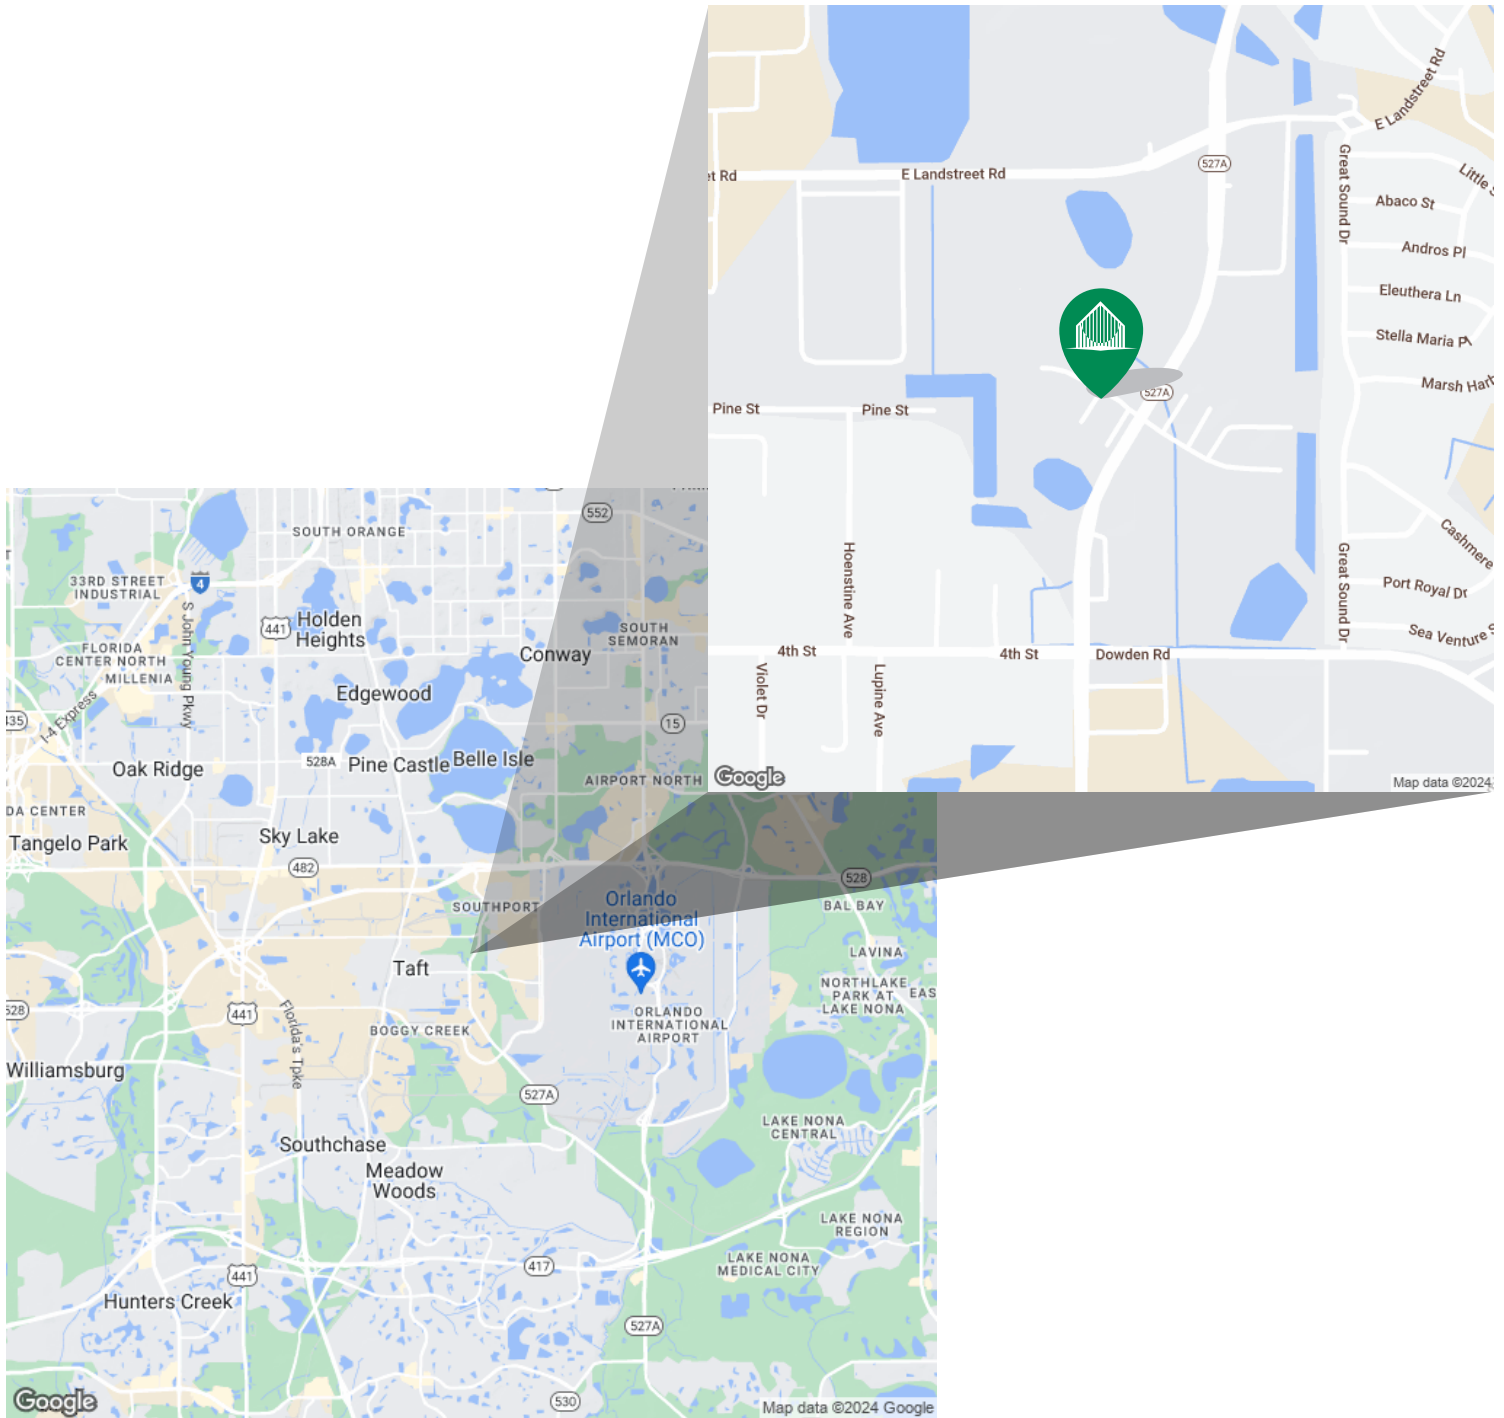 E Landstreet Rd
527A
et Rd
E Landstreet Rd
Great Sound Dr
Little
Abaco St
Andros Pl
Eleuthera Ln
Stella Maria P
Marsh Harb
527A
Pine St
Pine St
Cashmere
Hoenstine Ave
Great Sound Dr
Port Royal Dr
Sea Venture S
4th St
4th St
Dowden Rd
Violet Dr
Lupine Ave
Google
Map data ©2024
552
SOUTH ORANGE
33RD STREET
INDUSTRIAL
4
S John Young Pkwy
441
Holden
Heights
SOUTH
SEMORAN
FLORIDA
CENTER NORTH
MILLENIA
Conway
Edgewood
I-4 Express
435
15
528A
Pine Castle
Belle Isle
Oak Ridge
AIRPORT NORTH
DA CENTER
Tangelo Park
Sky Lake
482
528
SOUTHPORT
Orlando
International
Airport (MCO)
BAL BAY
Taft
LAVINA
NORTHLAKE
PARK AT
LAKE NONA
EAS
528
441
Florida's Tpke
BOGGY CREEK
ORLANDO
INTERNATIONAL
AIRPORT
Williamsburg
527A
LAKE NONA
CENTRAL
Southchase
Meadow
Woods
LAKE NONA
REGION
417
LAKE NONA
MEDICAL CITY
441
Hunters Creek
527A
530
Google
Map data ©2024 Google